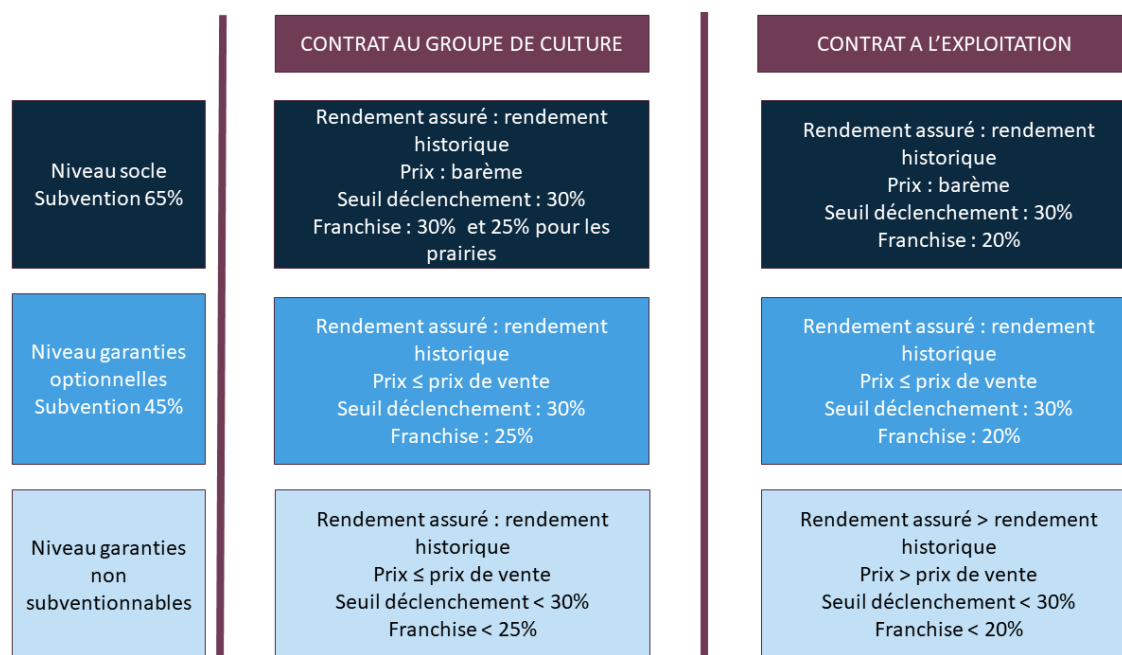 CONTRAT AU GROUPE DE CULTURE
CONTRAT A L'EXPLOITATION
Niveau socle
Subvention 65%
Rendement assuré : rendement
historique
Prix : barème
Seuil déclenchement : 30%
Franchise : 30%  et 25% pour les
prairies
Rendement assuré : rendement
historique
Prix : barème
Seuil déclenchement : 30%
Franchise : 20%
Niveau garanties
optionnelles
Subvention 45%
Rendement assuré : rendement
historique
Prix ≤ prix de vente
Seuil déclenchement : 30%
Franchise : 25%
Rendement assuré : rendement
historique
Prix ≤ prix de vente
Seuil déclenchement : 30%
Franchise : 20%
Niveau garanties
non
subventionnables
Rendement assuré : rendement
historique
Prix ≤ prix de vente
Seuil déclenchement < 30%
Franchise < 25%
Rendement assuré > rendement
historique
Prix > prix de vente
Seuil déclenchement < 30%
Franchise < 20%